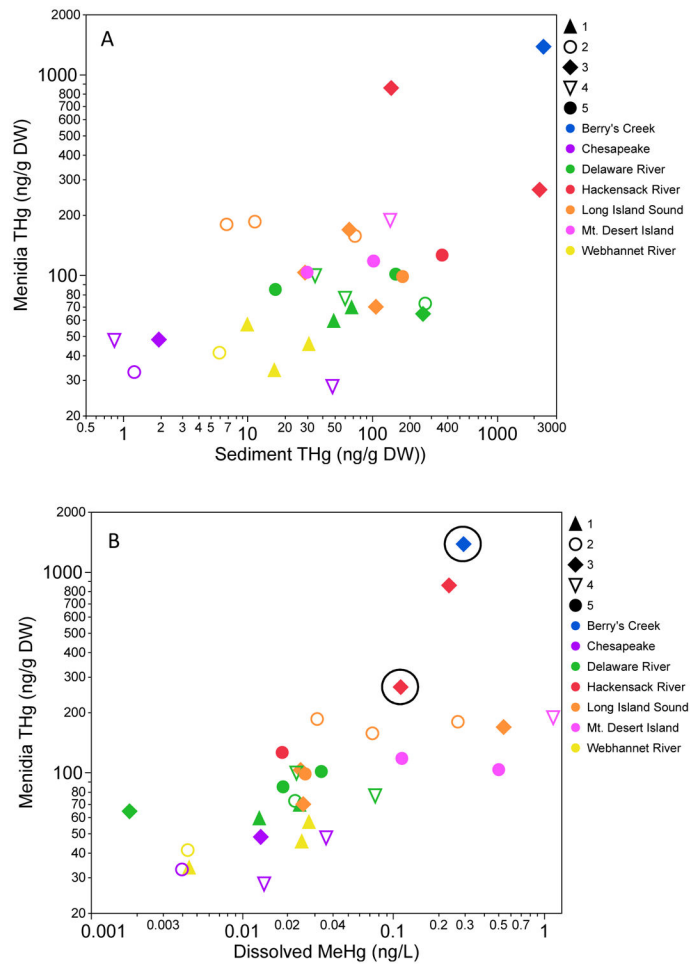 A
Menidia THg (ng/g DW)
2000
1000
800
700
600
500
400
300
200
100
80
70
60
50
40
30
20
0.5 1 2 3 4 5 6 7 10 20 30 40 60 100 200 400 1000 3000
Sediment THg (ng/g DW))
1
2
3
4
5
Berry's Creek
Chesapeake
Delaware River
Hackensack River
Long Island Sound
Mt. Desert Island
Webhannet River
B
Menidia THg (ng/g DW)
2000
1000
800
700
600
500
400
300
200
100
80
70
60
50
40
30
20
0.001 0.003 0.01 0.02 0.04 0.1 0.2 0.3 0.5 0.7 1
Dissolved MeHg (ng/L)
1
2
3
4
5
Berry's Creek
Chesapeake
Delaware River
Hackensack River
Long Island Sound
Mt. Desert Island
Webhannet River